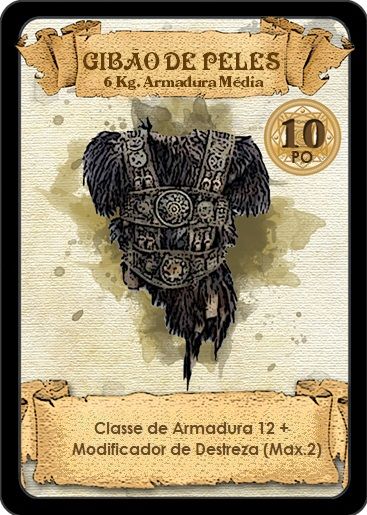 GIBÃO DE PELES
6 Kg. Armadura Média
10
PO
Classe de Armadura 12 +
Modificador de Destreza (Max.2)